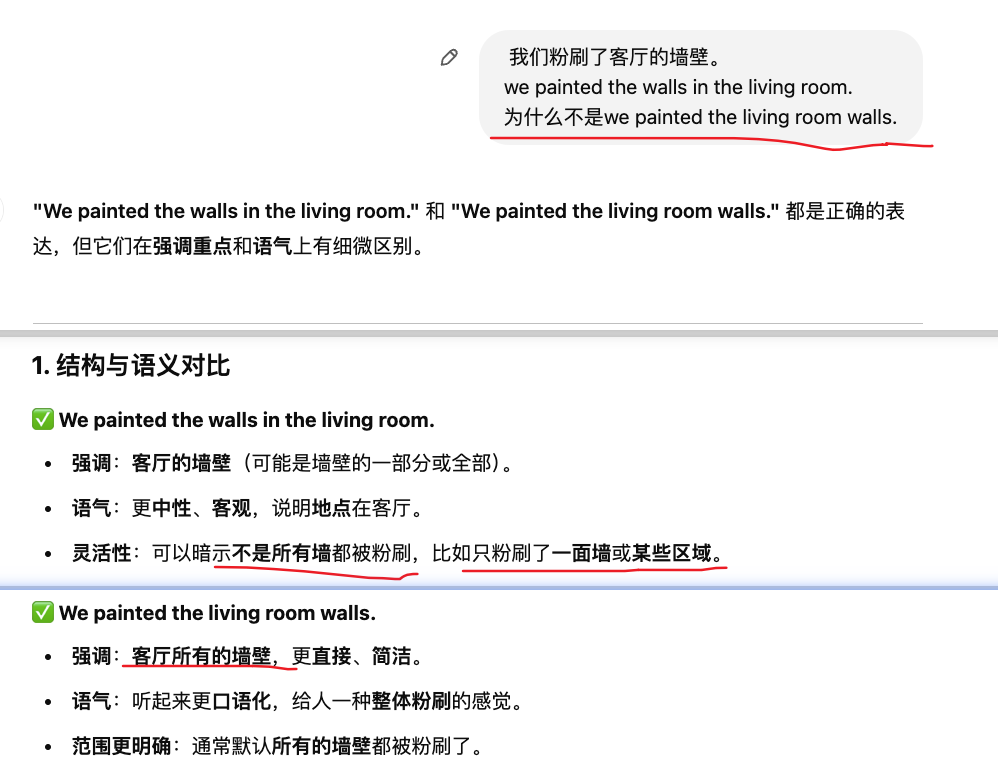 我们粉刷了客厅的墙壁。
we painted the walls in the living room.
为什么不是we painted the living room walls.
"We painted the walls in the living room." 和 "We painted the living room walls." 都是正确的表
达，但它们在强调重点和语气上有细微区别。
1. 结构与语义对比
✅ We painted the walls in the living room.
• 强调：客厅的墙壁（可能是墙壁的一部分或全部）。
• 语气：更中性、客观，说明地点在客厅。
• 灵活性：可以暗示不是所有墙都被粉刷，比如只粉刷了一面墙或某些区域。
✅ We painted the living room walls.
• 强调：客厅所有的墙壁，更直接、简洁。
• 语气：听起来更口语化，给人一种整体粉刷的感觉。
• 范围更明确：通常默认所有的墙壁都被粉刷了。